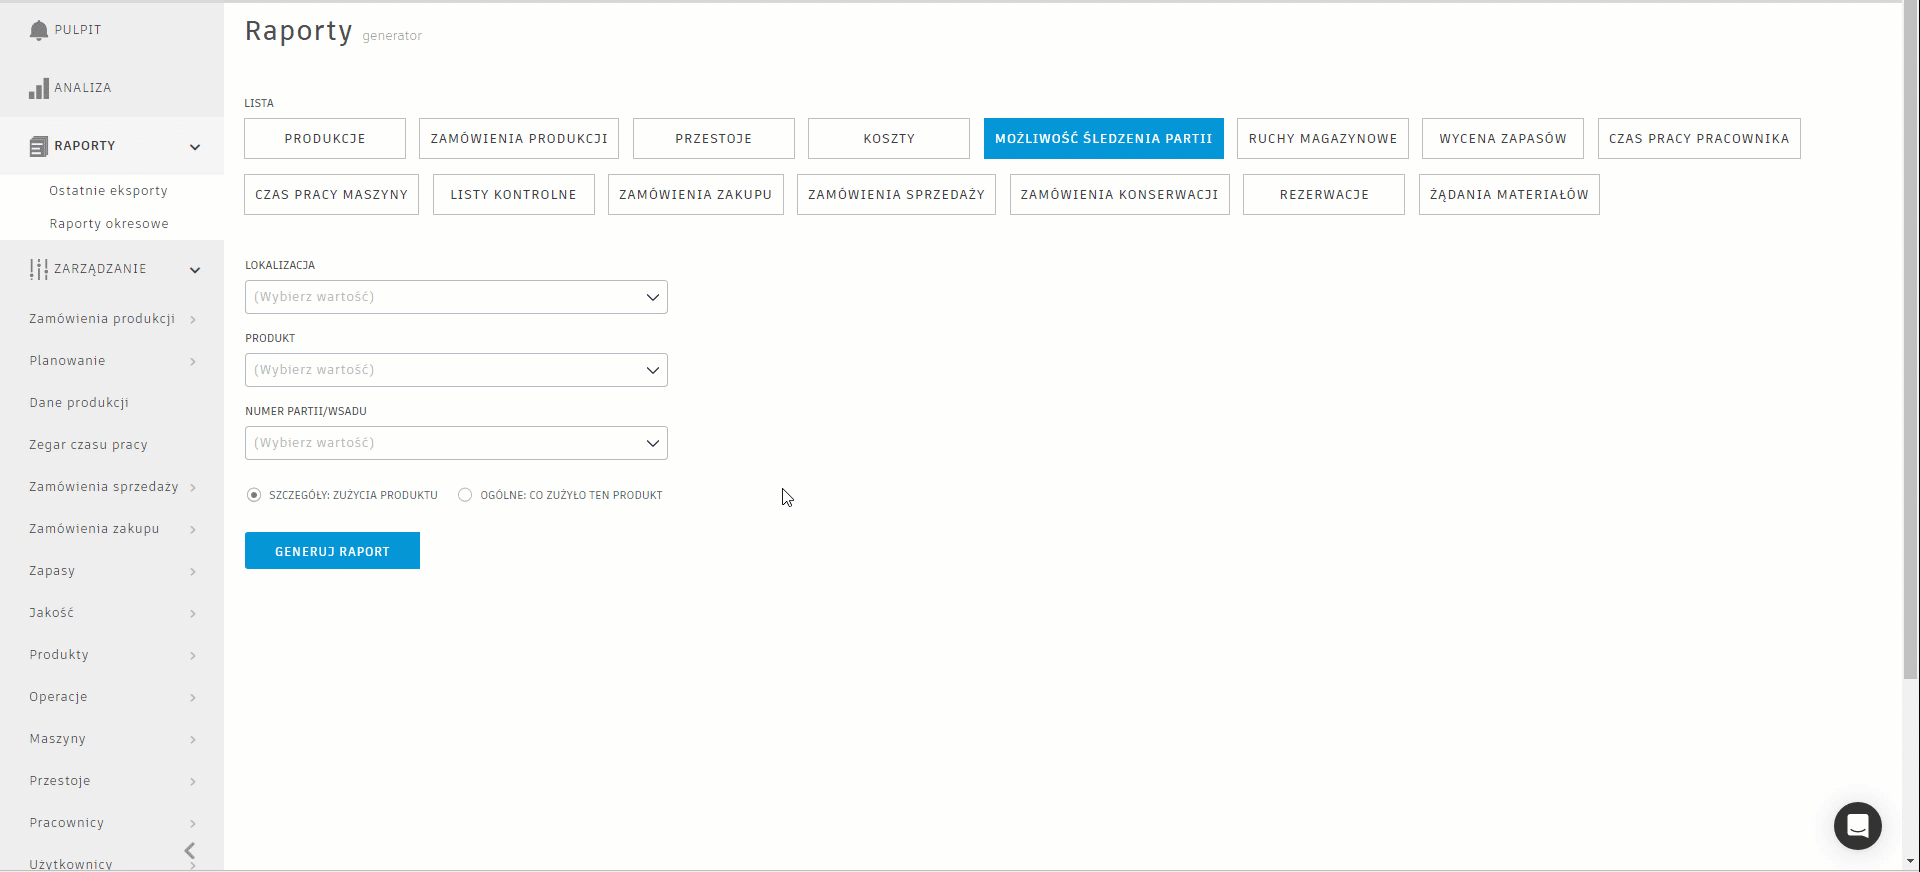 PULPIT
ANALIZA
RAPORTY
Ostatnie eksporty
Raporty okresowe
ZARZĄDZANIE
Zamówienia produkcji
Planowanie
Dane produkcji
Zegar czasu pracy
Zamówienia sprzedaży
Zamówienia zakupu
Zapasy
Jakość
Produkty
Operacje
Maszyny
Przestoje
Pracownicy
Użytkownicy
Raporty generator
LISTA
PRODUKCJE ZAMÓWIENIA PRODUKCJI PRZESTOJE KOSZTY MOŻLIWOŚĆ ŚLEDZENIA PARTII RUCHY MAGAZYNOWE WYCENA ZAPASÓW CZAS PRACY PRACOWNIKA
CZAS PRACY MASZYNY LISTY KONTROLNE ZAMÓWIENIA ZAKUPU ZAMÓWIENIA SPRZEDAŻY ZAMÓWIENIA KONSERWACJI REZERWACJE ŻĄDANIA MATERIAŁÓW
LOKALIZACJA
(Wybierz wartość)
PRODUKT
(Wybierz wartość)
NUMER PARTII/WSADU
(Wybierz wartość)
SZCZEGÓŁY: ZUŻYCIA PRODUKTU OGÓLNE: CO ZUŻYŁO TEN PRODUKT
GENERUJ RAPORT